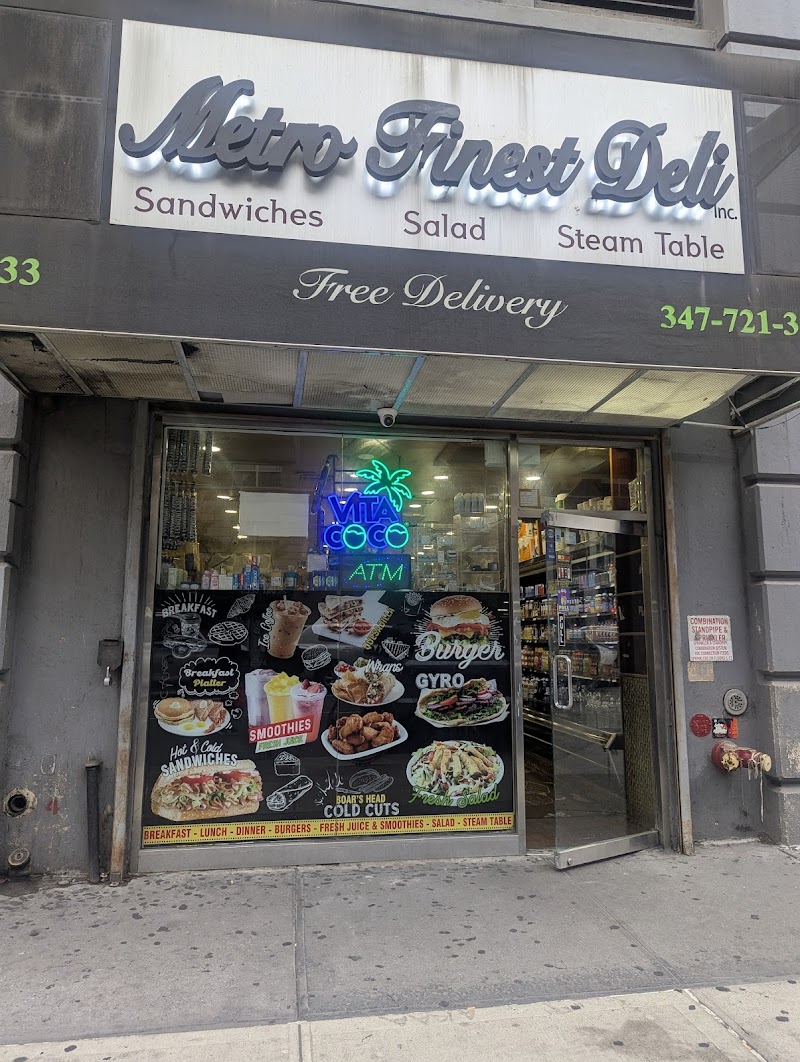 Metro Finest Deli Inc.
Sandwiches Salad Steam Table
33
Free Delivery
347-721-3
VITA
COCO
ATM
BREAKFAST
Burger
Wraps
Breakfast
Platter
GYRO
SMOOTHIES
FRESH JUICE
Hot & Cold
SANDWICHES
BOAR'S HEAD
COLD CUTS
Fresh Salad
BREAKFAST - LUNCH - DINNER - BURGERS - FRESH JUICE & SMOOTHIES - SALAD - STEAM TABLE
PULL
COMBINATION
STANDPIPE &
SPRINKLER